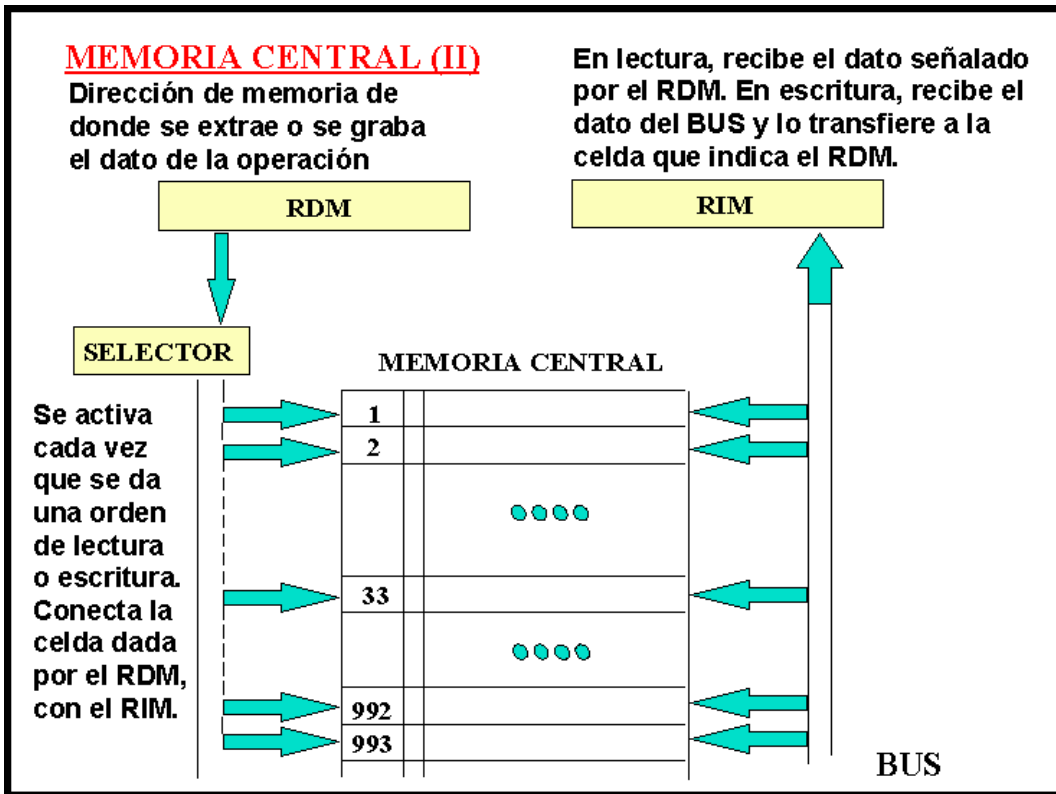 MEMORIA CENTRAL (II)
Dirección de memoria de
donde se extrae o se graba
el dato de la operación
En lectura, recibe el dato señalado
por el RDM. En escritura, recibe el
dato del BUS y lo transfiere a la
celda que indica el RDM.
RDM
RIM
SELECTOR
MEMORIA CENTRAL
Se activa
cada vez
que se da
una orden
de lectura
o escritura.
Conecta la
celda dada
por el RDM,
con el RIM.
1
2
33
992
993
BUS